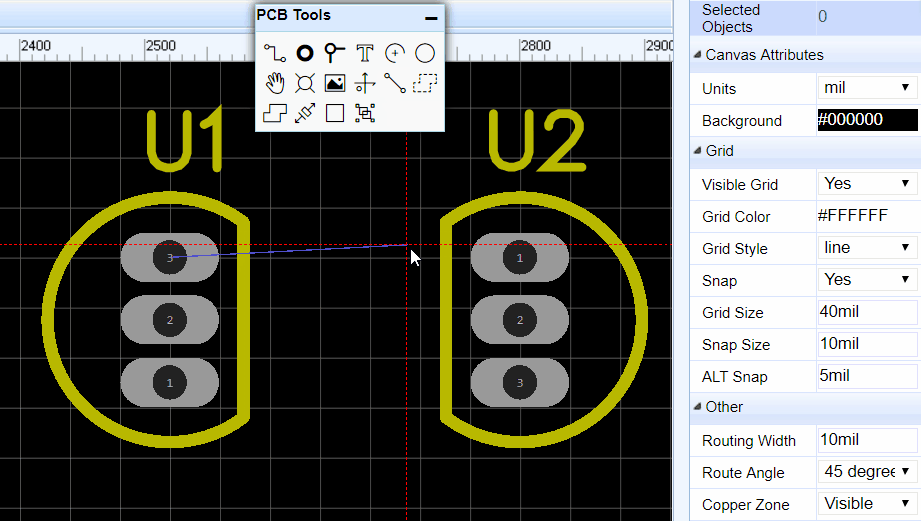 PCB Tools
2400
2500
2800
2900
T
U1
U2
3
2
1
1
2
3
Selected
Objects
0
Canvas Attributes
Units
mil
Background
#000000
Grid
Visible Grid
Yes
Grid Color
#FFFFFF
Grid Style
line
Snap
Yes
Grid Size
40mil
Snap Size
10mil
ALT Snap
5mil
Other
Routing Width
10mil
Route Angle
45 degree
Copper Zone
Visible